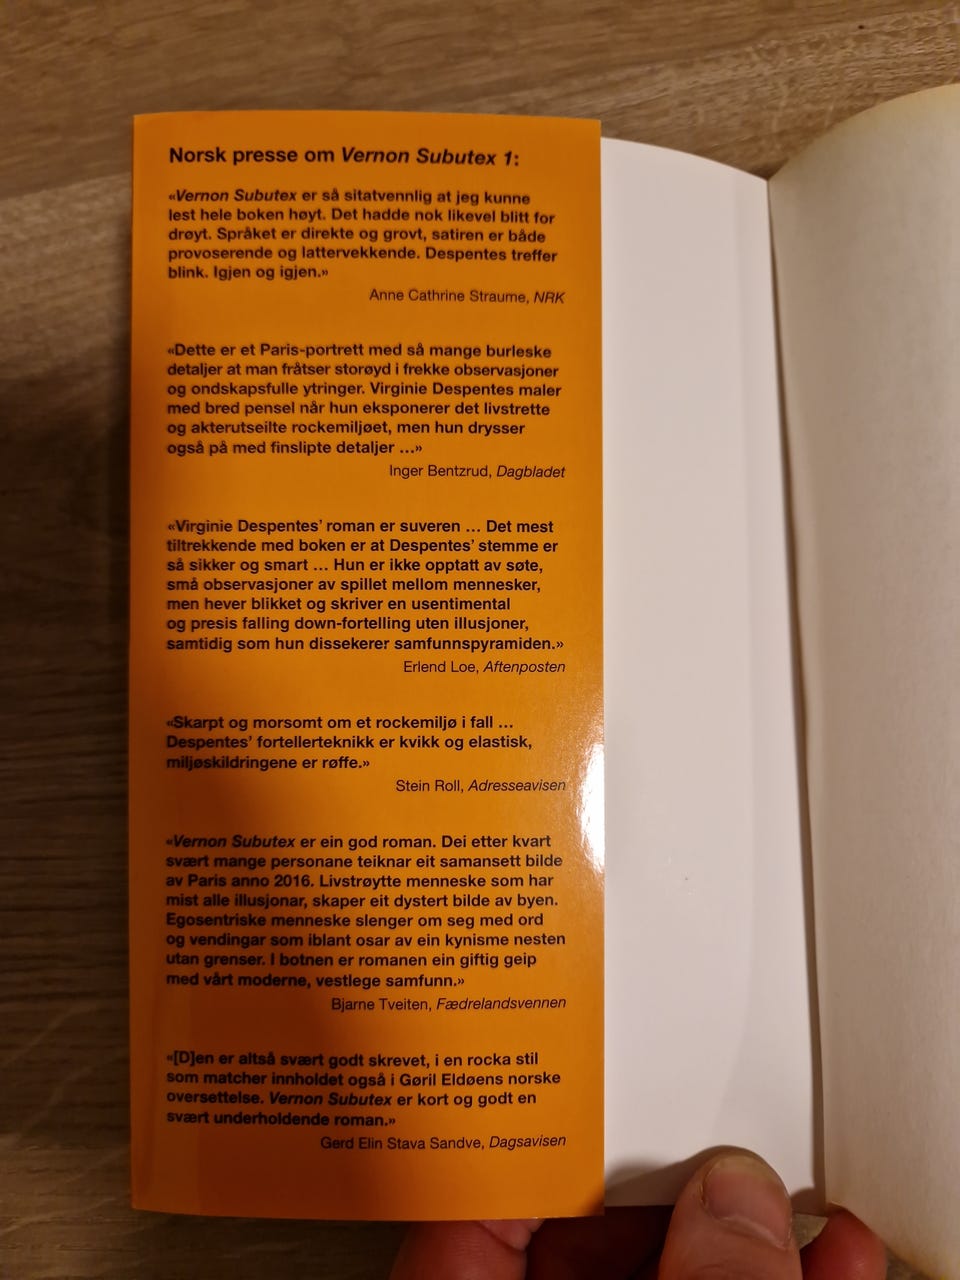 Norsk presse om Vernon Subutex 1:
«Vernon Subutex er så sitatvennlig at jeg kunne
lest hele boken høyt. Det hadde nok likevel blitt for
drøyt. Språket er direkte og grovt, satiren er både
provoserende og lattervekkende. Despentes treffer
blink. Igjen og igjen.»
Anne Cathrine Straume, NRK
«Dette er et Paris-portrett med så mange burleske
detaljer at man fråtser storøyd i frekke observasjoner
og ondskapsfulle ytringer. Virginie Despentes maler
med bred pensel når hun eksponerer det livstrette
og akterutseilte rockemiljøet, men hun drysser
også på med finslipte detaljer …»
Inger Bentzrud, Dagbladet
«Virginie Despentes’ roman er suveren … Det mest
tiltrekkende med boken er at Despentes’ stemme er
så sikker og smart … Hun er ikke opptatt av søte,
små observasjoner av spillet mellom mennesker,
men hever blikket og skriver en usentimental
og presis falling down-fortelling uten illusjoner,
samtidig som hun dissekerer samfunnspyramiden.»
Erlend Loe, Aftenposten
«Skarpt og morsomt om et rockemiljø i fall …
Despentes’ fortellerteknikk er kvikk og elastisk,
miljøskildringene er røffe.»
Stein Roll, Adresseavisen
«Vernon Subutex er ein god roman. Dei etter kvart
svært mange personane teiknar eit samansett bilde
av Paris anno 2016. Livstrøytte menneske som har
mist alle illusjonar, skaper eit dystert bilde av byen.
Egosentriske menneske slenger om seg med ord
og vendingar som iblant osar av ein kynisme nesten
utan grenser. I botnen er romanen ein giftig geip
med vårt moderne, vestlege samfunn.»
Bjarne Tveiten, Fædrelandsvennen
«[D]en er altså svært godt skrevet, i en rocka stil
som matcher innholdet også i Gøril Eldøens norske
oversettelse. Vernon Subutex er kort og godt en
svært underholdende roman.»
Gerd Elin Stava Sandve, Dagsavisen